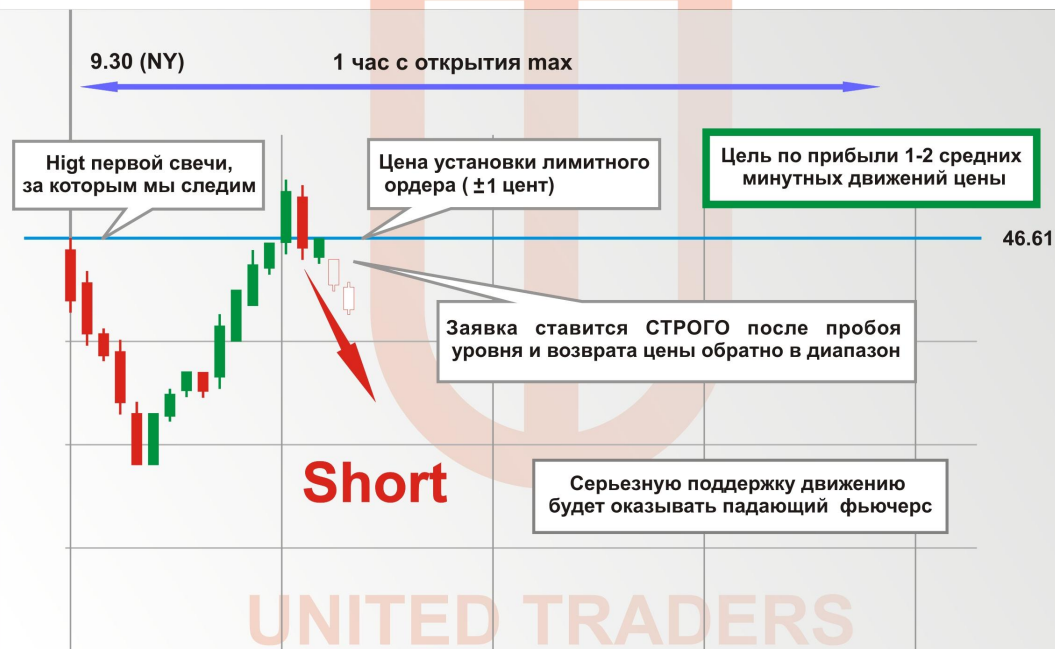 9.30 (NY)
1 час с открытия max
Higt первой свечи,
за которым мы следим
Цена установки лимитного
ордера ( ±1 цент)
Цель по прибыли 1-2 средних
минутных движений цены
46.61
Заявка ставится СТРОГО после пробоя
уровня и возврата цены обратно в диапазон
Short
Серьезную поддержку движению
будет оказывать падающий фьючерс
UNITED TRADERS